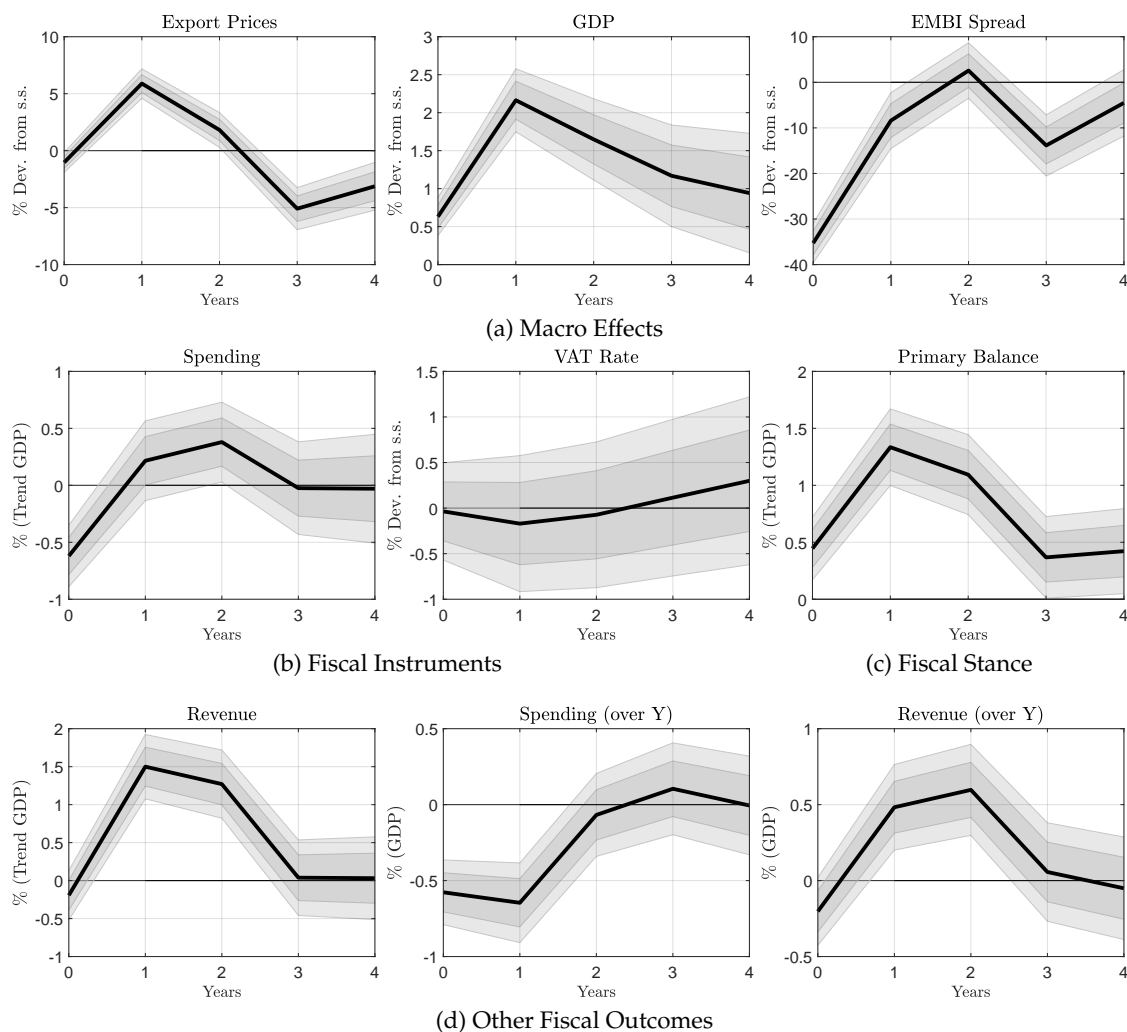 Export Prices GDP EMBI Spread
% Dev. from s.s.
10
5
0
-5
-10
0 1 2 3 4
Years
% Dev. from s.s.
3
2.5
2
1.5
1
0.5
0
0 1 2 3 4
Years
% Dev. from s.s.
10
0
-10
-20
-30
-40
0 1 2 3 4
Years
(a) Macro Effects
Spending VAT Rate Primary Balance
% (Trend GDP)
1
0.5
0
-0.5
-1
0 1 2 3 4
Years
% Dev. from s.s.
1.5
1
0.5
0
-0.5
-1
0 1 2 3 4
Years
% (Trend GDP)
2
1.5
1
0.5
0
0 1 2 3 4
Years
(b) Fiscal Instruments (c) Fiscal Stance
Revenue Spending (over Y) Revenue (over Y)
% (Trend GDP)
2
1.5
1
0.5
0
-0.5
-1
0 1 2 3 4
Years
% (GDP)
0.5
0
-0.5
-1
0 1 2 3 4
Years
% (GDP)
1
0.5
0
-0.5
0 1 2 3 4
Years
(d) Other Fiscal Outcomes